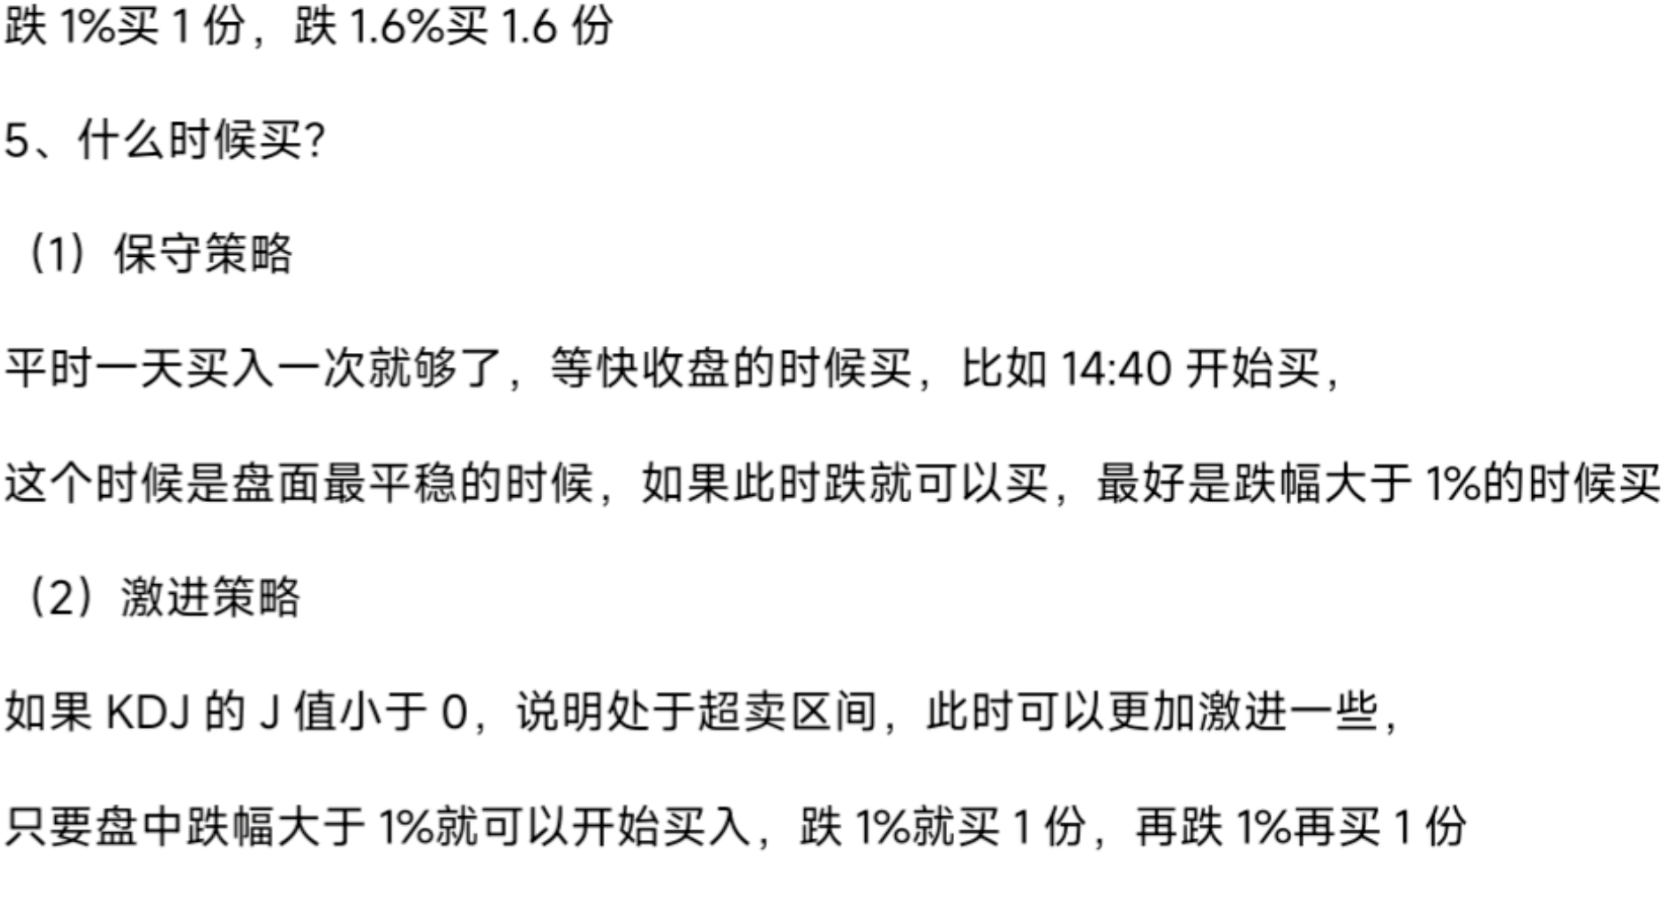 跌 1%买 1 份，跌 1.6%买 1.6 份
5、什么时候买？
（1）保守策略
平时一天买入一次就够了，等快收盘的时候买，比如 14:40 开始买，
这个时候是盘面最平稳的时候，如果此时跌就可以买，最好是跌幅大于 1%的时候买
（2）激进策略
如果 KDJ 的 J 值小于 0，说明处于超卖区间，此时可以更加激进一些，
只要盘中跌幅大于 1%就可以开始买入，跌 1%就买 1 份，再跌 1%再买 1 份